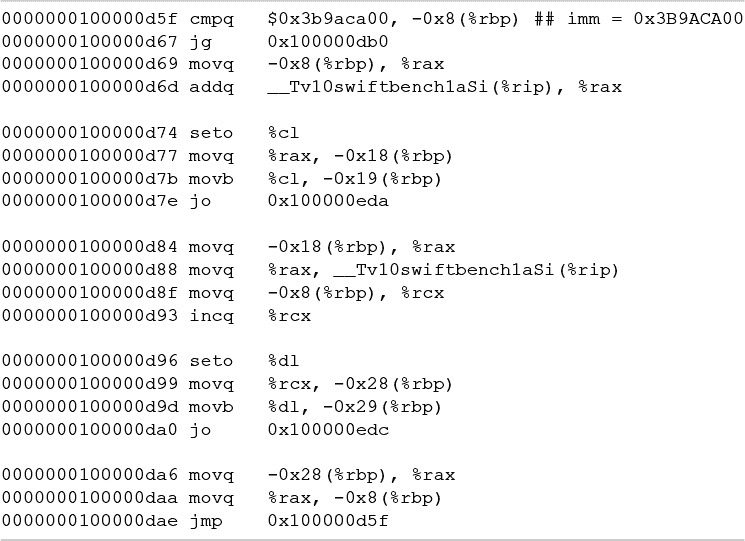 0000000100000d5f cmpq $0x3b9aca00, -0x8(%rbp) ## imm = 0x3B9ACA00
0000000100000d67 jg 0x100000db0
0000000100000d69 movq -0x8(%rbp), %rax
0000000100000d6d addq __Tv10swiftbench1aSi(%rip), %rax
0000000100000d74 seto %cl
0000000100000d77 movq %rax, -0x18(%rbp)
0000000100000d7b movb %cl, -0x19(%rbp)
0000000100000d7e jo 0x100000eda
0000000100000d84 movq -0x18(%rbp), %rax
0000000100000d88 movq %rax, __Tv10swiftbench1aSi(%rip)
0000000100000d8f movq -0x8(%rbp), %rcx
0000000100000d93 incq %rcx
0000000100000d96 seto %dl
0000000100000d99 movq %rcx, -0x28(%rbp)
0000000100000d9d movb %dl, -0x29(%rbp)
0000000100000da0 jo 0x100000edc
0000000100000da6 movq -0x28(%rbp), %rax
0000000100000daa movq %rax, -0x8(%rbp)
0000000100000dae jmp 0x100000d5f